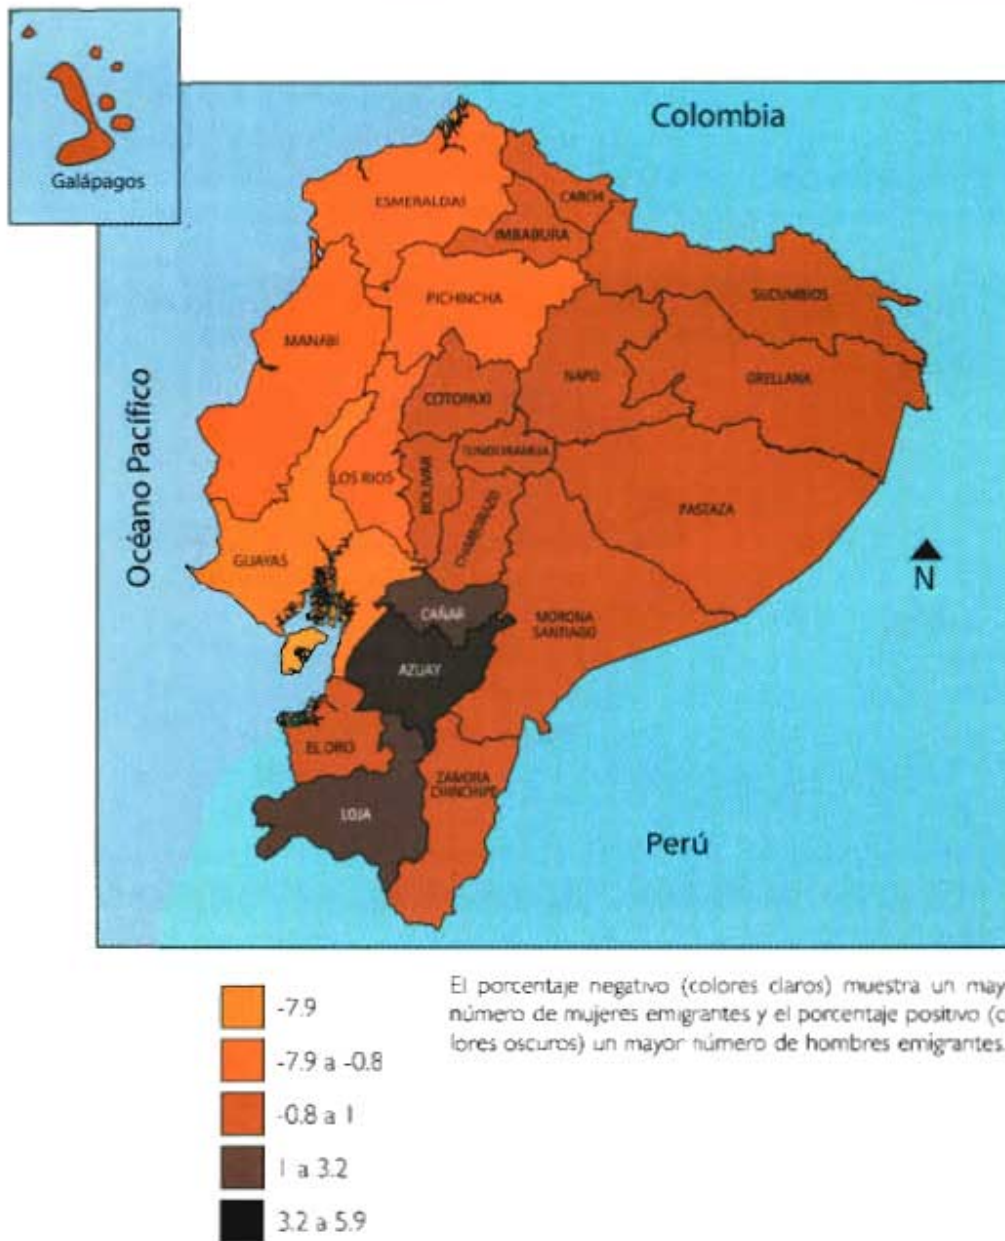 Galápagos
Colombia
ESMERALDAS
CARCHI
IMBABURA
SUCUMBIOS
PICHINCHA
MANABI
NAPO
ORELLANA
COTOPAXI
Océano Pacífico
TUNGURAHUA
LOS RIOS
BOLIVAR
PASTAZA
CHIMBORAZO
GUAYAS
N
CAÑAR
MORONA
SANTIAGO
AZUAY
EL ORO
ZAMORA
CHINCHIPE
LOJA
Perú
-7.9
-7.9 a -0.8
-0.8 a 1
1 a 3.2
3.2 a 5.9
El porcentaje negativo (colores claros) muestra un may
número de mujeres emigrantes y el porcentaje positivo (c
lores oscuros) un mayor número de hombres emigrantes.